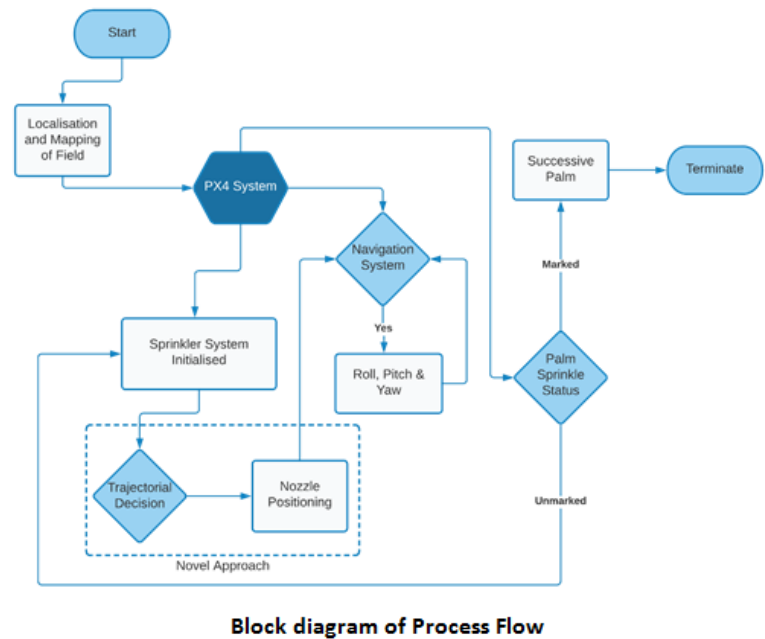 Start
Localisation
and Mapping
of Field
PX4 System
Successive
Palm
Terminate
Navigation
System
Marked
Yes
Sprinkler System
Initialised
Roll, Pitch &
Yaw
Palm
Sprinkle
Status
Trajectorial
Decision
Nozzle
Positioning
Unmarked
Novel Approach
Block diagram of Process Flow